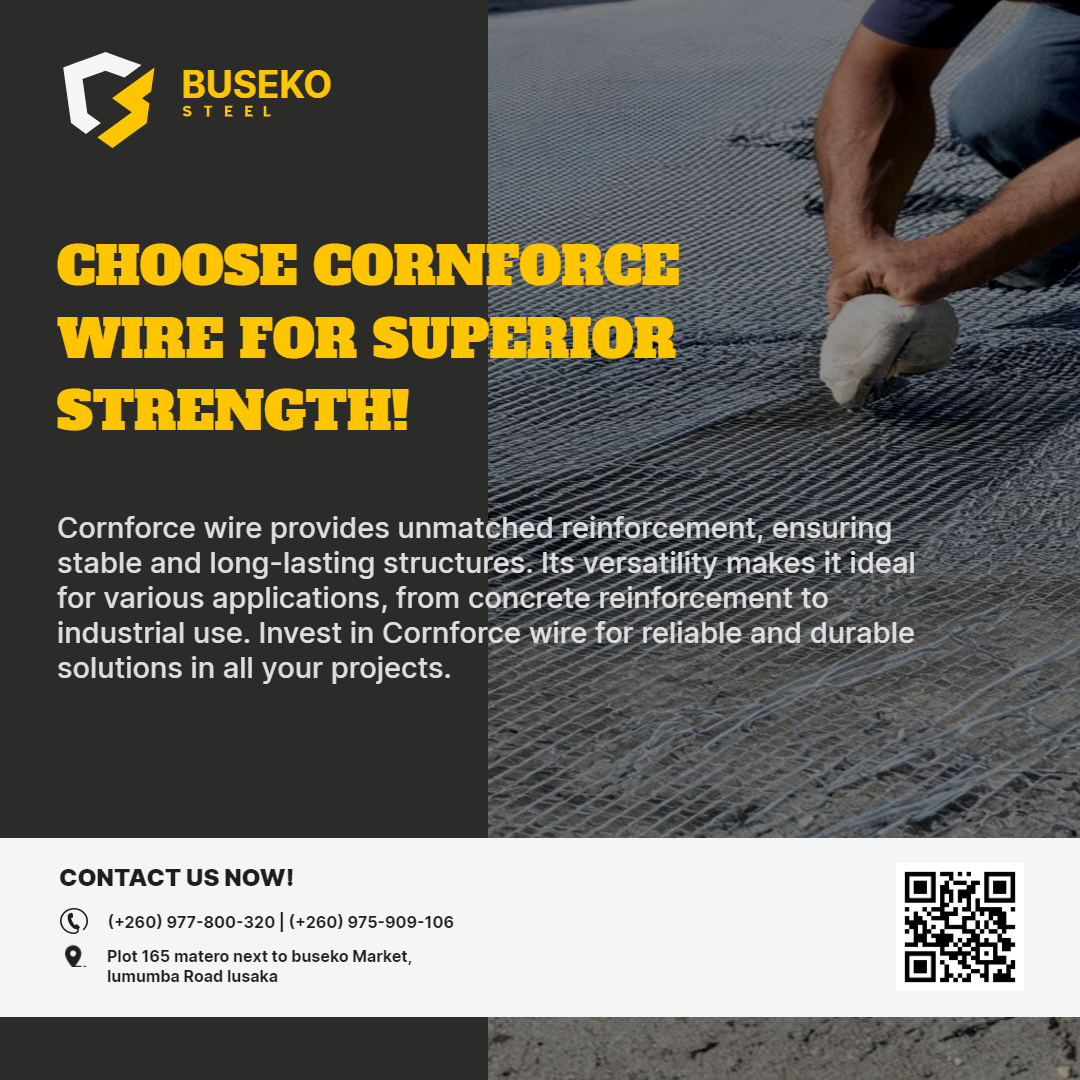 BUSEKO
STEEL
CHOOSE CORNFORCE
WIRE FOR SUPERIOR
STRENGTH!
Cornforce wire provides unmatched reinforcement, ensuring
stable and long-lasting structures. Its versatility makes it ideal
for various applications, from concrete reinforcement to
industrial use. Invest in Cornforce wire for reliable and durable
solutions in all your projects.
CONTACT US NOW!
(+260) 977-800-320 | (+260) 975-909-106
Plot 165 matero next to buseko Market,
lumumba Road lusaka